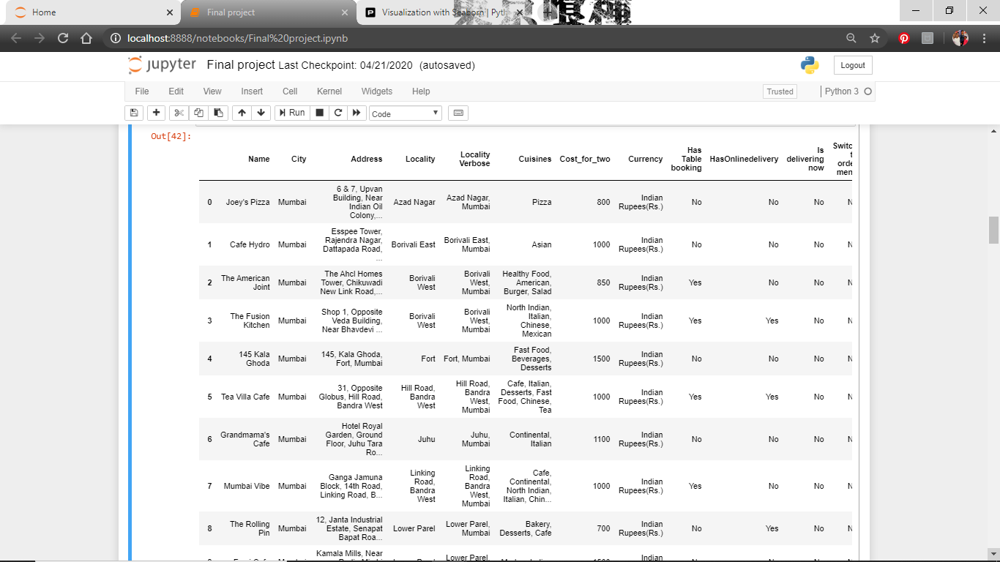 Home
Final project
Visualization with Seaborn | Pyth
localhost:8888/notebooks/Final%20project.ipynb
jupyter Final project Last Checkpoint: 04/21/2020 (autosaved)
Logout
File Edit View Insert Cell Kernel Widgets Help
Trusted
Python 3
Run
Code
Out[42]:
Name City Address Locality Locality Verbose Cuisines Cost_for_two Currency Has Table booking HasOnlinedelivery Is delivering now
0 Joey's Pizza Mumbai 6 & 7, Upvan Building, Near Indian Oil Colony,... Azad Nagar Azad Nagar, Mumbai Pizza 800 Indian Rupees(Rs.) No No No N
1 Cafe Hydro Mumbai Esspee Tower, Rajendra Nagar, Dattapada Road, ... Borivali East Borivali East, Mumbai Asian 1000 Indian Rupees(Rs.) No No No N
2 The American Joint Mumbai The Ahcl Homes Tower, Chikuwadi New Link Road,... Borivali West Borivali West, Mumbai Healthy Food, American, Burger, Salad 850 Indian Rupees(Rs.) Yes No No N
3 The Fusion Kitchen Mumbai Shop 1, Opposite Veda Building, Near Bhavdevi ... Borivali West Borivali West, Mumbai North Indian, Italian, Chinese, Mexican 1000 Indian Rupees(Rs.) Yes Yes No N
4 145 Kala Ghoda Mumbai 145, Kala Ghoda, Fort, Mumbai Fort Fort, Mumbai Fast Food, Beverages, Desserts 1500 Indian Rupees(Rs.) No No No N
5 Tea Villa Cafe Mumbai 31, Opposite Globus, Hill Road, Bandra West Hill Road, Bandra West Hill Road, Bandra West, Mumbai Cafe, Italian, Desserts, Fast Food, Chinese, Tea 1000 Indian Rupees(Rs.) Yes Yes No N
6 Grandmama's Cafe Mumbai Hotel Royal Garden, Ground Floor, Juhu Tara Ro... Juhu Juhu, Mumbai Continental, Italian 1100 Indian Rupees(Rs.) No No No N
7 Mumbai Vibe Mumbai Ganga Jamuna Block, 14th Road, Linking Road, B... Linking Road, Bandra West Linking Road, Bandra West, Mumbai Cafe, Continental, North Indian, Italian, Chin... 1000 Indian Rupees(Rs.) Yes No No N
8 The Rolling Pin Mumbai 12, Janta Industrial Estate, Senapat Bapat Roa... Lower Parel Lower Parel, Mumbai Bakery, Desserts, Cafe 700 Indian Rupees(Rs.) No Yes No N
Kamala Mills, Near Lower Parel, Indian